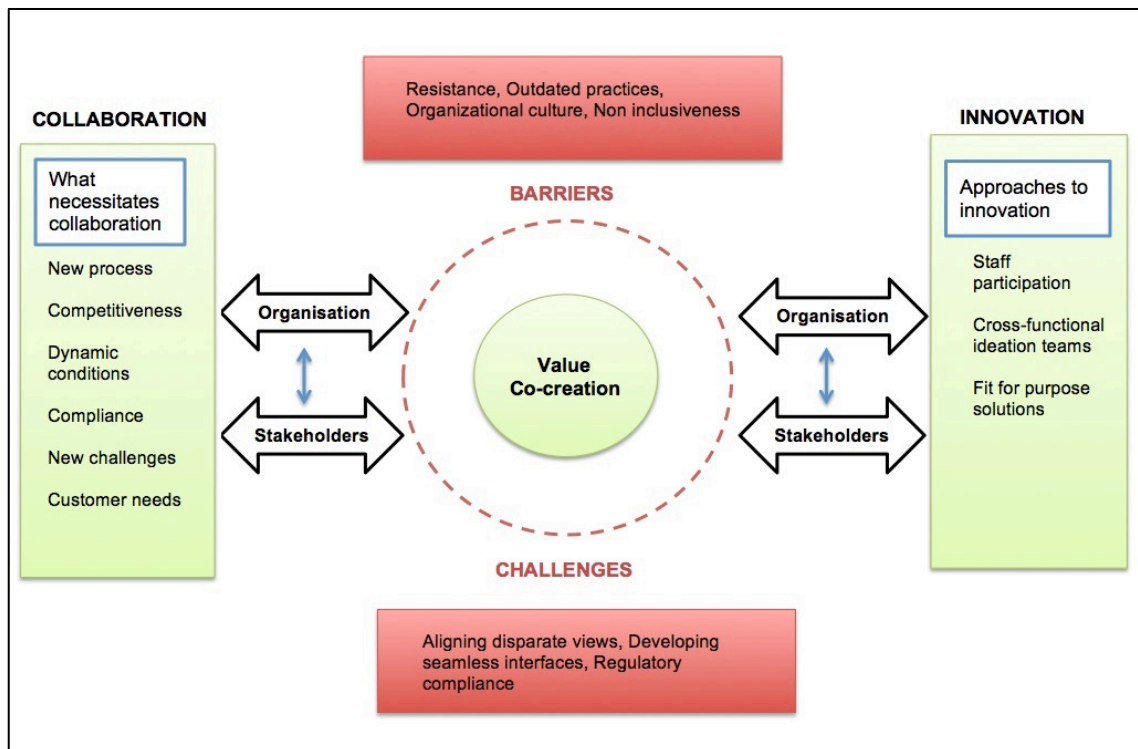 Resistance, Outdated practices,
Organizational culture, Non inclusiveness
COLLABORATION
What
necessitates
collaboration
New process
Competitiveness
Dynamic
conditions
Compliance
New challenges
Customer needs
BARRIERS
Organisation
Stakeholders
Value
Co-creation
Organisation
Stakeholders
INNOVATION
Approaches to
innovation
Staff
participation
Cross-functional
ideation teams
Fit for purpose
solutions
CHALLENGES
Aligning disparate views, Developing
seamless interfaces, Regulatory
compliance